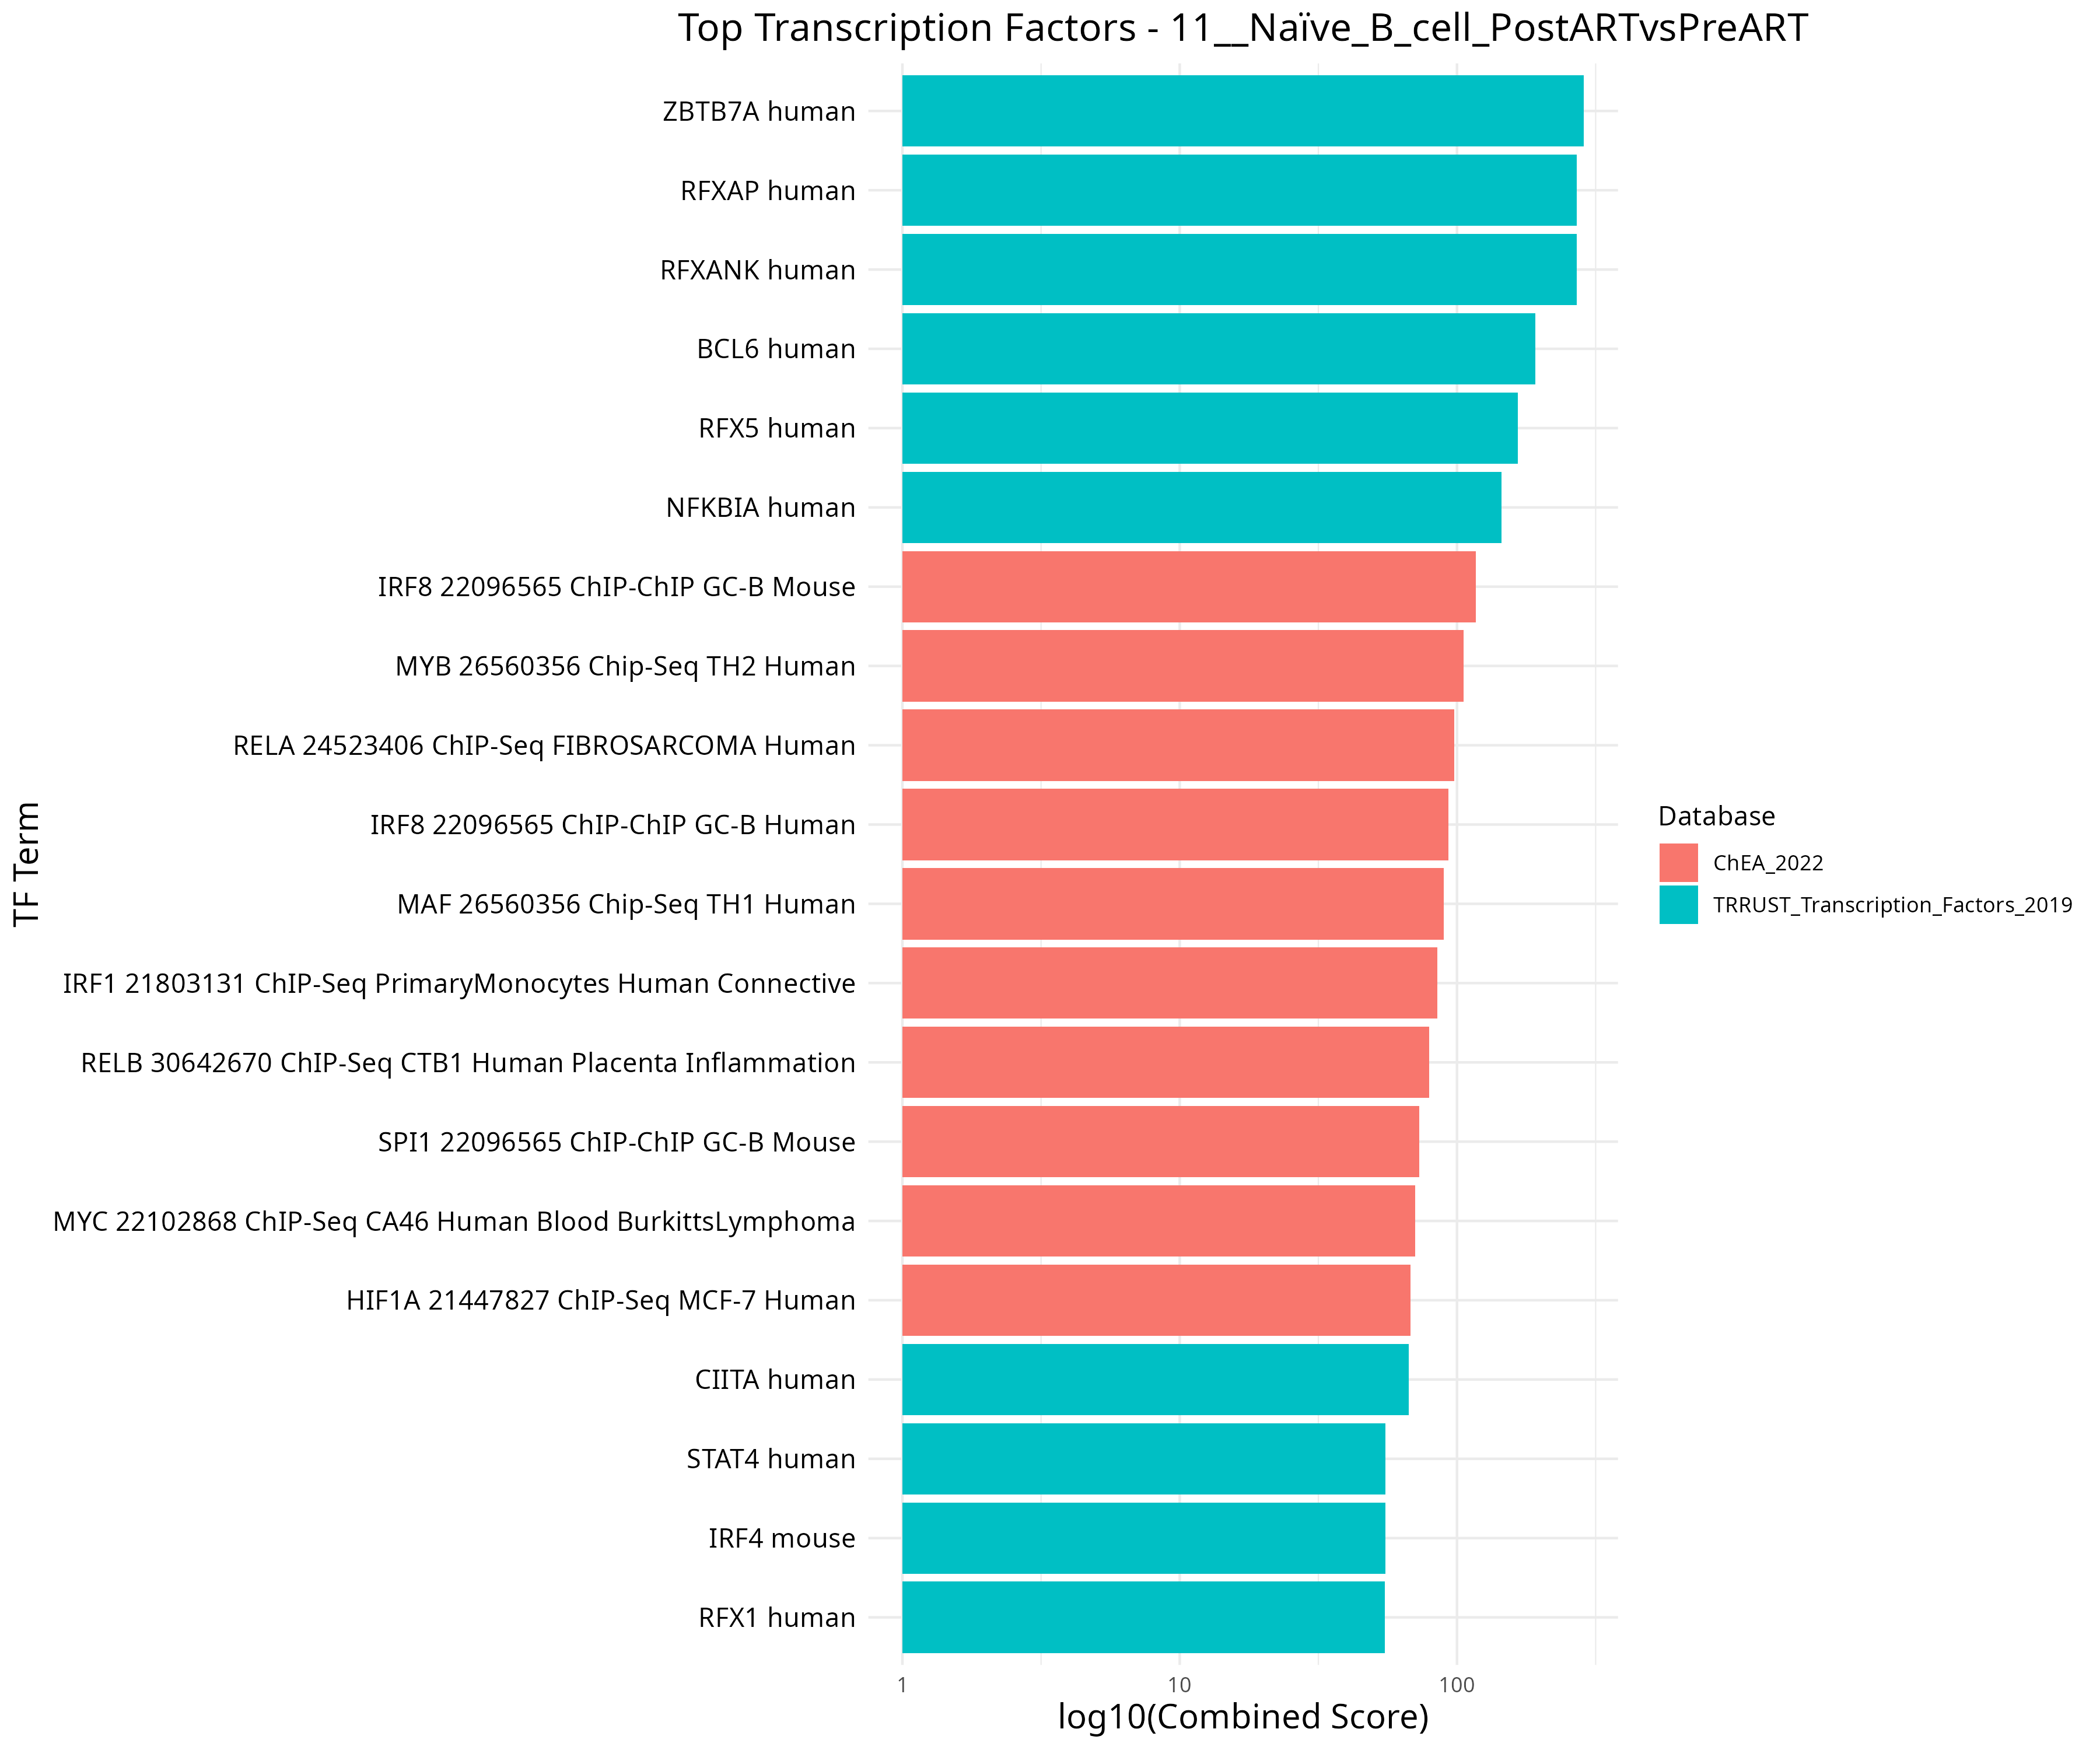 Top Transcription Factors - 11__Naïve_B_cell_PostARTvsPreART
TF Term
ZBTB7A human
RFXAP human
RFXANK human
BCL6 human
RFX5 human
NFKBIA human
IRF8 22096565 ChIP-ChIP GC-B Mouse
MYB 26560356 Chip-Seq TH2 Human
RELA 24523406 ChIP-Seq FIBROSARCOMA Human
IRF8 22096565 ChIP-ChIP GC-B Human
MAF 26560356 Chip-Seq TH1 Human
IRF1 21803131 ChIP-Seq PrimaryMonocytes Human Connective
RELB 30642670 ChIP-Seq CTB1 Human Placenta Inflammation
SPI1 22096565 ChIP-ChIP GC-B Mouse
MYC 22102868 ChIP-Seq CA46 Human Blood BurkittsLymphoma
HIF1A 21447827 ChIP-Seq MCF-7 Human
CIITA human
STAT4 human
IRF4 mouse
RFX1 human
1 10 100
log10(Combined Score)
Database
ChEA_2022
TRRUST_Transcription_Factors_2019